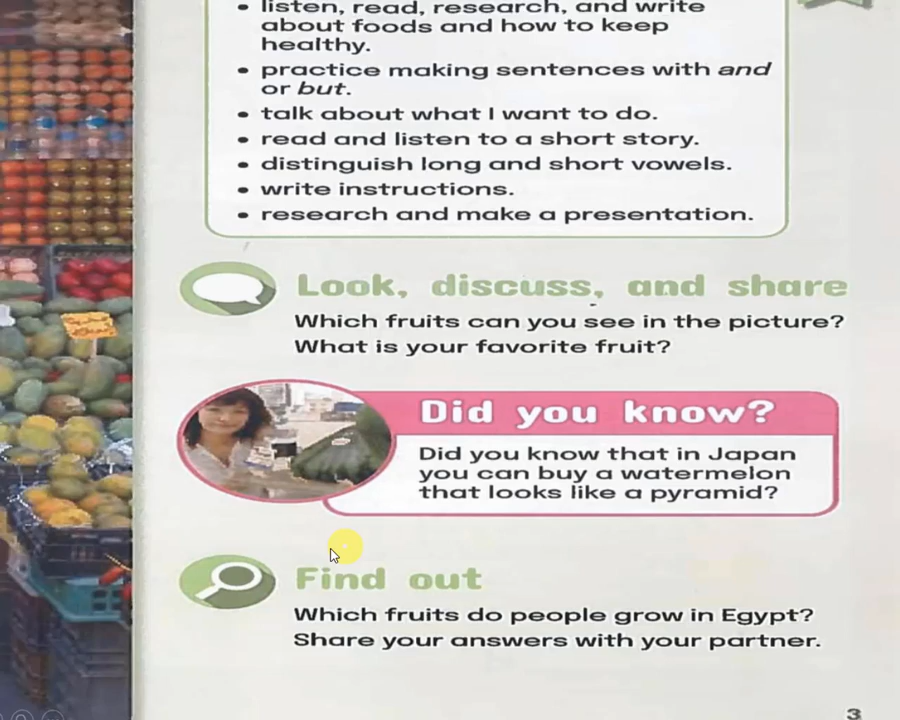 • listen, read, research, and write
about foods and how to keep
healthy.
• practice making sentences with and
or but.
• talk about what I want to do.
• read and listen to a short story.
• distinguish long and short vowels.
• write instructions.
• research and make a presentation.
Look, discuss, and share
Which fruits can you see in the picture?
What is your favorite fruit?
Did you know?
Did you know that in Japan
you can buy a watermelon
that looks like a pyramid?
Find out
Which fruits do people grow in Egypt?
Share your answers with your partner.
3